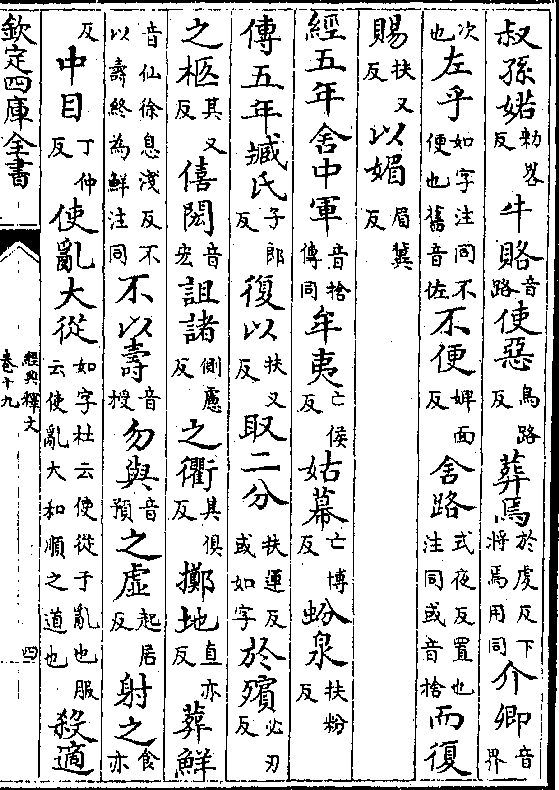 叔孫婼勑畧反牛賂音路使惡烏路反葬焉於虔反下將焉用同介卿音界
次也左乎如字注同不便也舊音佐不便婢面反舍路式夜反置也注同或音捨而復
扶又反賜以媚眉冀反
經五年舍中軍音捨傳同牟夷亡侯反姑幕亡博反蚡泉扶粉反
傳五年臧氏子郎反復以扶又反取二分扶運反或如字於殯必刃反
之柩其又反僖閎音宏詛諸側慮反之衢其俱反擲地直亦反葬鮮
音仙徐息淺反不以壽終為鮮注同不以壽音授勿與音預之虛起居反射之食亦
反中目丁仲反使亂大從如字杜云使從于亂也服云使亂大和順之道也殺適
欽定四庫全書
經典釋文
卷十九
四